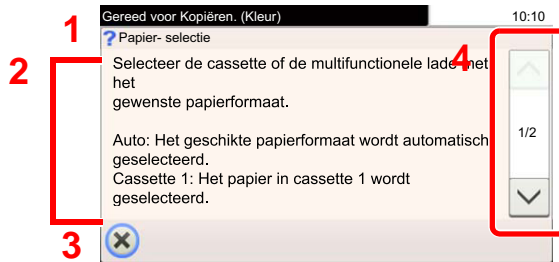 Gereed voor Kopiëren. (Kleur)
10:10
1
? Papier- selectie
2
4
Selecteer de cassette of de multifunctionele lade met
het
gewenste papierformaat.
Auto: Het geschikte papierformaat wordt automatisch
geselecteerd.
Cassette 1: Het papier in cassette 1 wordt
geselecteerd.
1/2
3